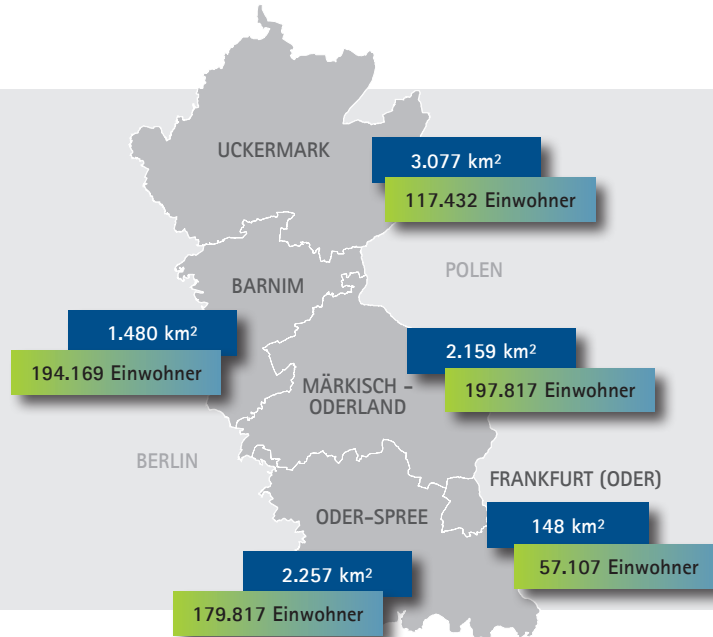 UCKERMARK
3.077 km²
117.432 Einwohner
POLEN
BARNIM
1.480 km²
194.169 Einwohner
2.159 km²
197.817 Einwohner
MÄRKISCH -
ODERLAND
BERLIN
FRANKFURT (ODER)
148 km²
57.107 Einwohner
ODER-SPREE
2.257 km²
179.817 Einwohner